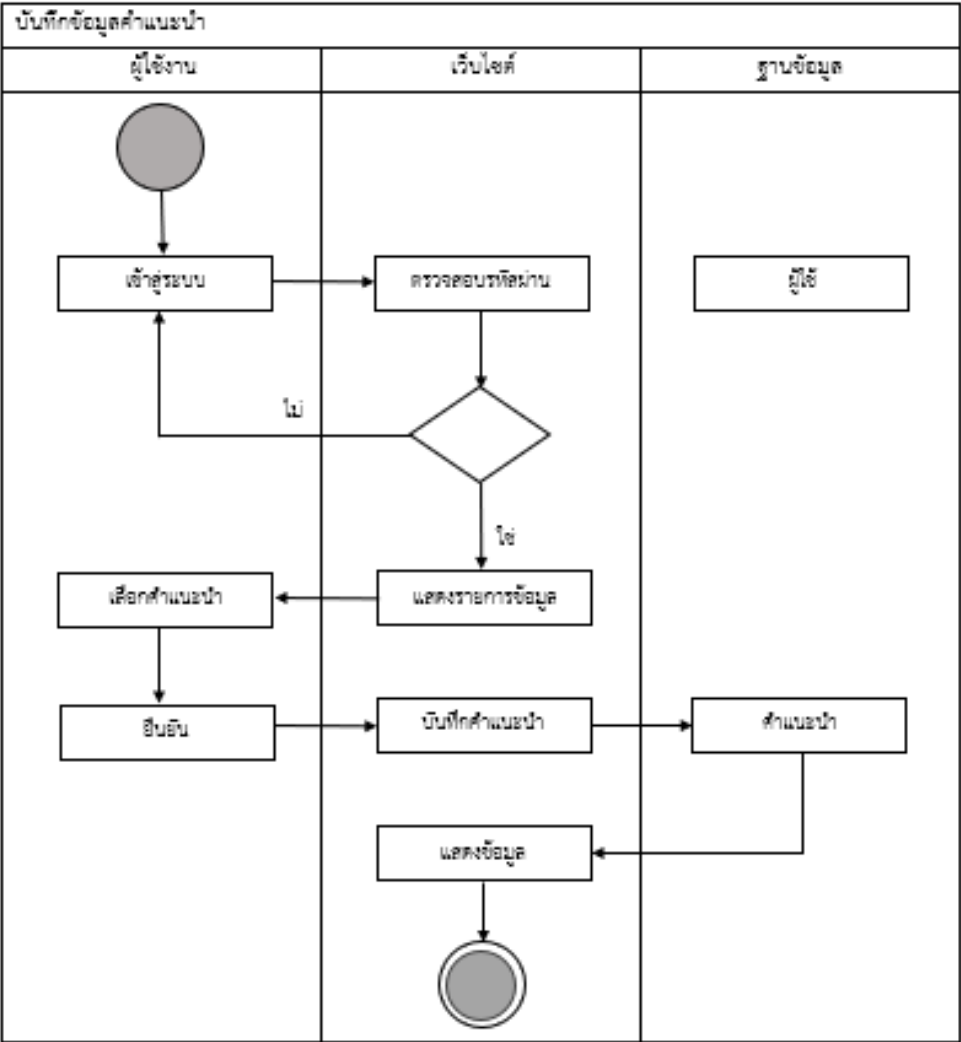 บันทึกข้อมูลคำแนะนำ
ผู้ใช้งาน
เว็บไซต์
ฐานข้อมูล
เข้าสู่ระบบ
ตรวจสอบรหัสผ่าน
ผู้ใช้
ไม่
ใช่
เลือกคำแนะนำ
แสดงรายการข้อมูล
ยืนยัน
บันทึกคำแนะนำ
คำแนะนำ
แสดงข้อมูล